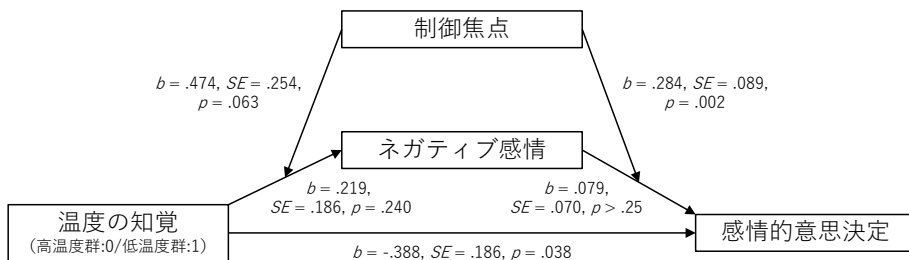 制御焦点
b = .474, SE = .254,
p = .063
b = .284, SE = .089,
p = .002
ネガティブ感情
b = .219,
SE = .186, p = .240
b = .079,
SE = .070, p > .25
温度の知覚
（高温度群:0/低温度群:1）
感情的意思決定
b = -.388, SE = .186, p = .038